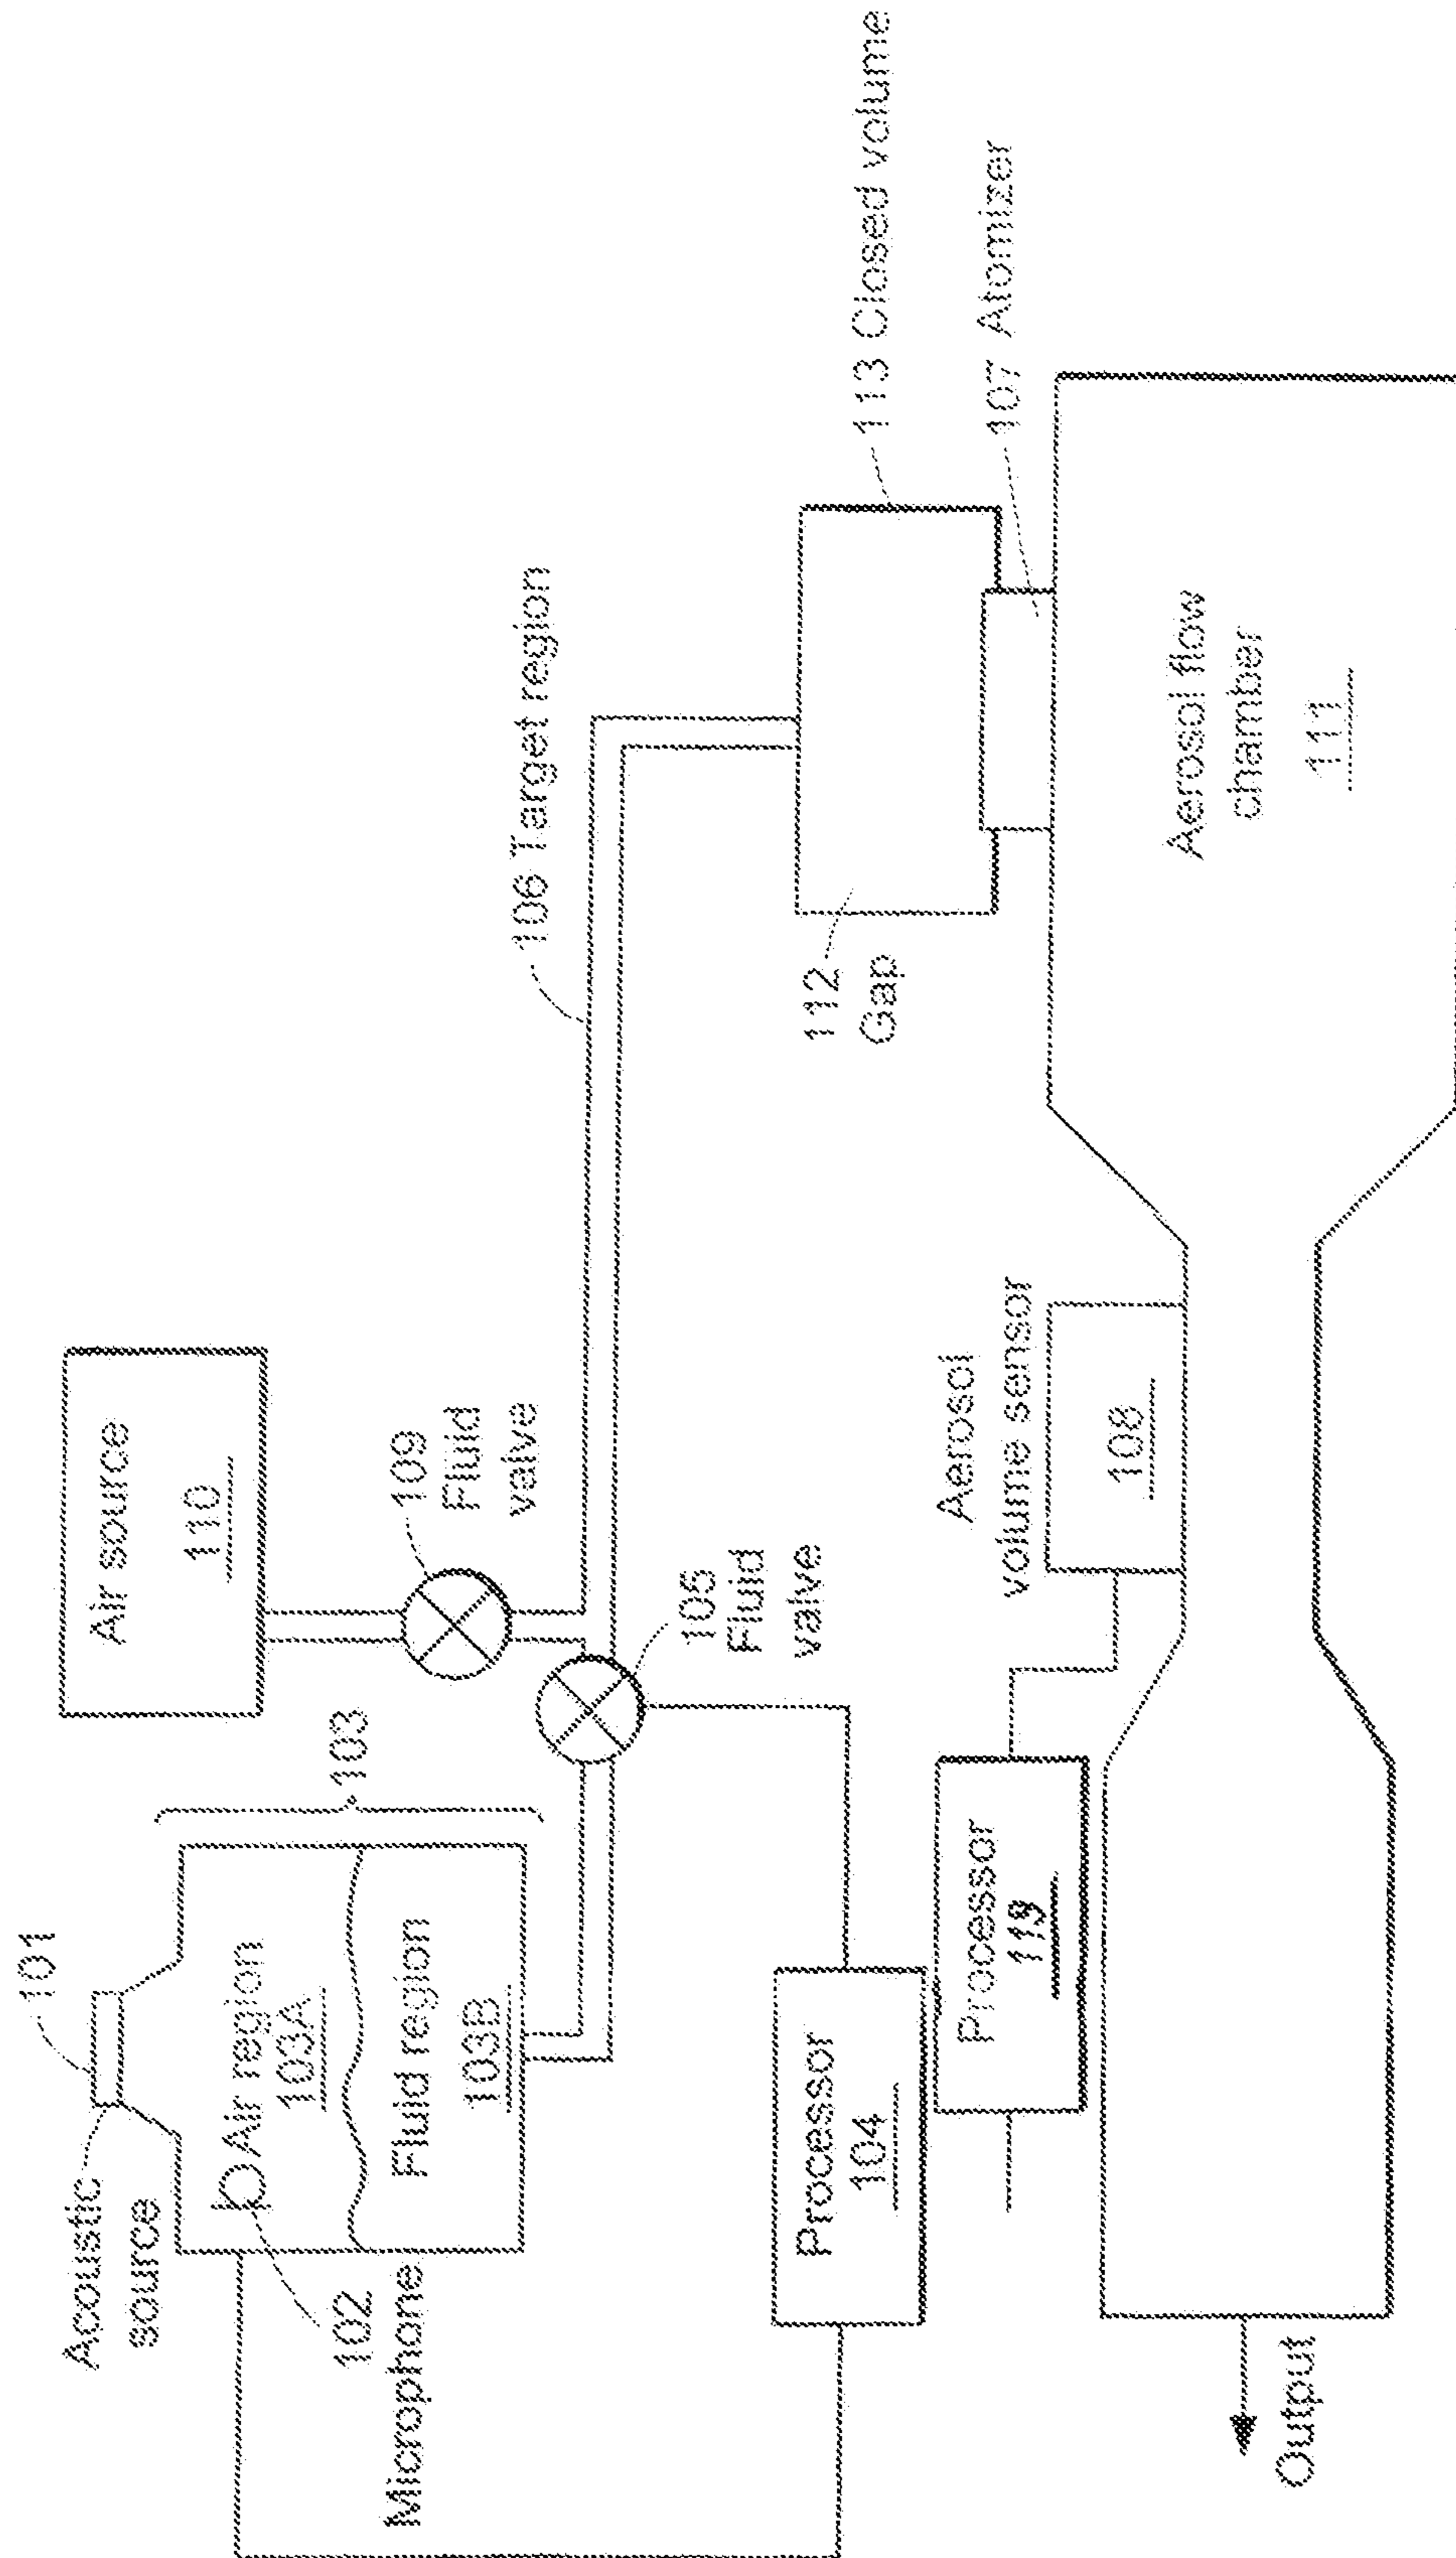 101
Acoustic
source
Air region
103A
Fluid region
103B
102
Microphone
103
Air source
110
109
Fluid
valve
105
Fluid
valve
106 Target region
113 Closed volume
107 Atomizer
112
Gap
Processor
104
Processor
Aerosol
volume sensor
108
Aerosol flow
chamber
111
Output